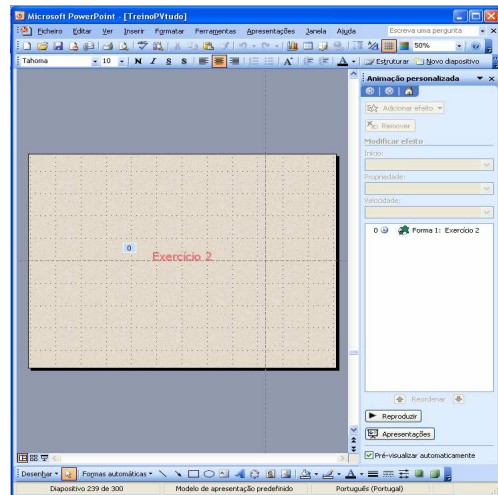 Microsoft PowerPoint - [TreinoPVtudo]
Ficheiro Editar Ver Inserir Formatar Ferramentas Apresentações Janela Ajuda Escreva uma pergunta
50%
Tahoma 10 N I S S A A Estruturar Novo diapositivo
Animação personalizada
Adicionar efeito
Remover
Modificar efeito
Início:
Propriedade:
Velocidade:
0 Forma 1: Exercício 2
0
Exercício 2
Reordenar
Reproduzir
Apresentações
Pré-visualizar automaticamente
Desenhar Formas automáticas A
Diapositivo 239 de 300 Modelo de apresentação predefinido Português (Portugal)